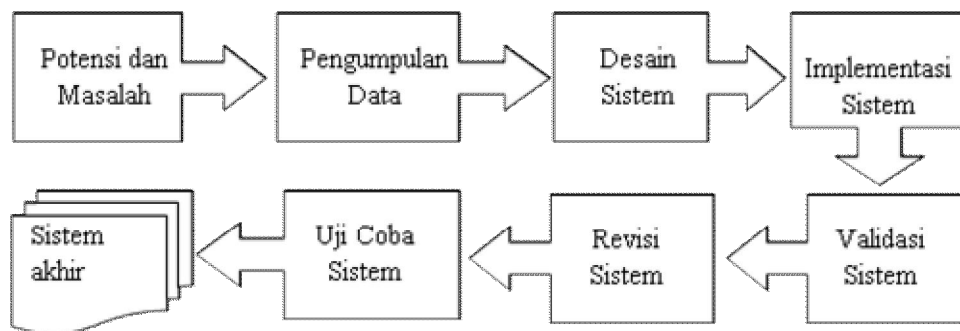 Potensi dan
Masalah
Pengumpulan
Data
Desain
Sistem
Implementasi
Sistem
Validasi
Sistem
Revisi
Sistem
Uji Coba
Sistem
Sistem
akhir